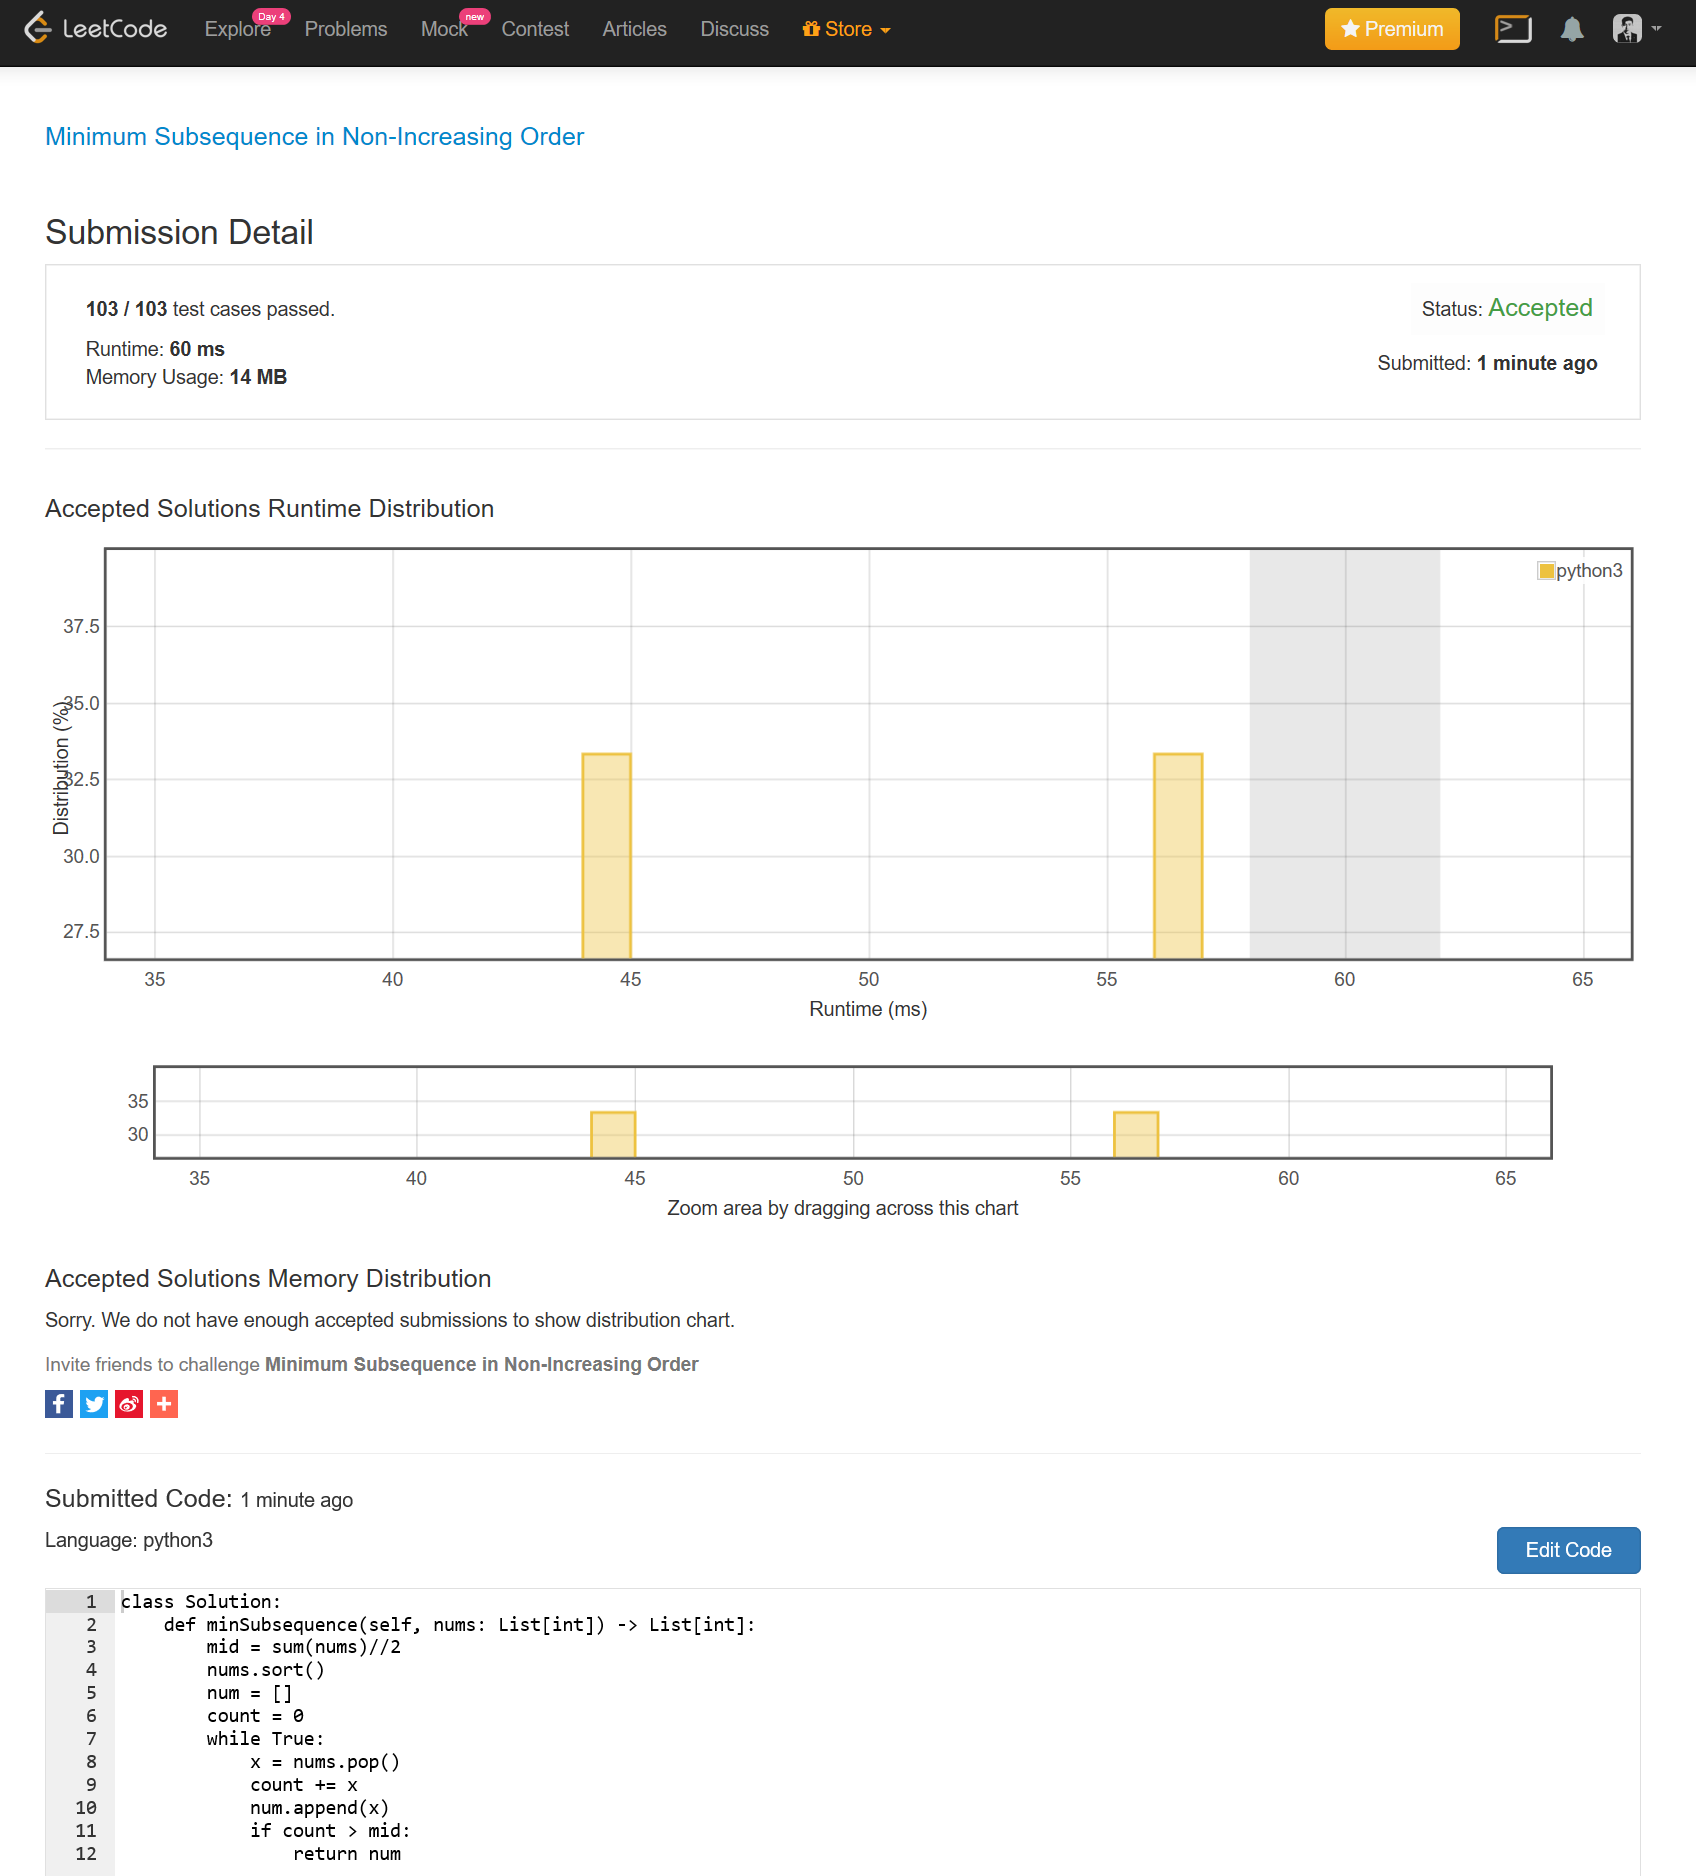 LeetCode Explore Day 4 Problems Mock new Contest Articles Discuss Store Premium
Minimum Subsequence in Non-Increasing Order
Submission Detail
103 / 103 test cases passed.
Status: Accepted
Runtime: 60 ms
Submitted: 1 minute ago
Memory Usage: 14 MB
Accepted Solutions Runtime Distribution
python3
37.5
35.0
32.5
30.0
27.5
Distribution (%)
35 40 45 50 55 60 65
Runtime (ms)
35
30
35 40 45 50 55 60 65
Zoom area by dragging across this chart
Accepted Solutions Memory Distribution
Sorry. We do not have enough accepted submissions to show distribution chart.
Invite friends to challenge Minimum Subsequence in Non-Increasing Order
Submitted Code: 1 minute ago
Language: python3
Edit Code
1 class Solution:
2     def minSubsequence(self, nums: List[int]) -> List[int]:
3         mid = sum(nums)//2
4         nums.sort()
5         num = []
6         count = 0
7         while True:
8             x = nums.pop()
9             count += x
10             num.append(x)
11             if count > mid:
12                 return num